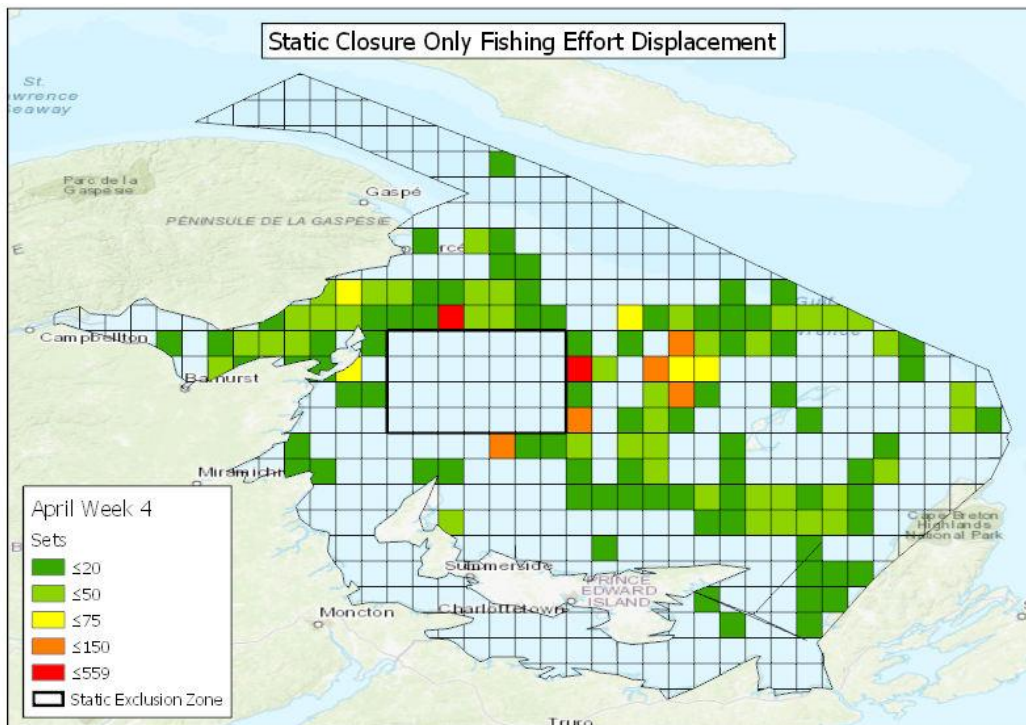 Static Closure Only Fishing Effort Displacement
St.
awrence
Seaway
Parc de la
Gaspésie
Gaspé
PÉNINSULE DE LA GASPÉSIE
Campbellton
Bathurst
Miramichi
Cape Breton
Highlands
National Park
Summerside
PRINCE
EDWARD
ISLAND
Charlottetown
Moncton
Truro
April Week 4
Sets
≤20
≤50
≤75
≤150
≤559
Static Exclusion Zone